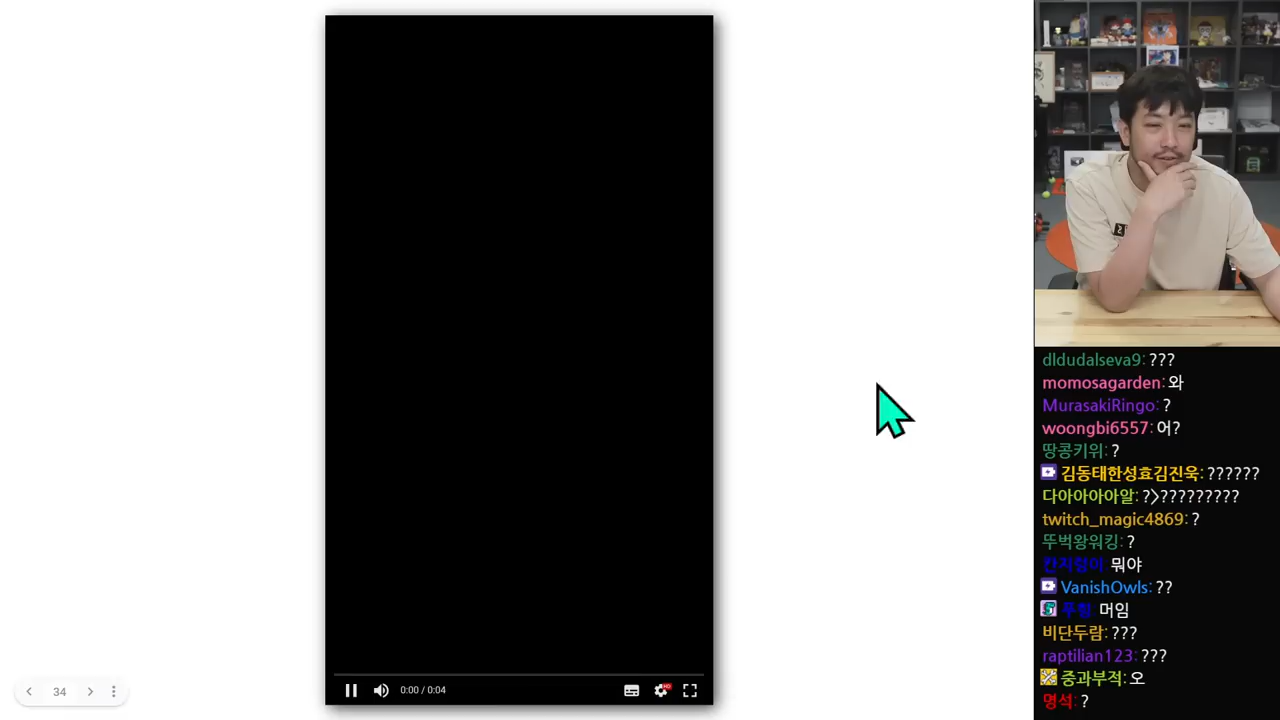 34
0:00 / 0:04
HD
dldudalseva9: ???
momosagarden: 와
MurasakiRingo: ?
woongbi6557: 어?
땅콩키위: ?
김동태한성효김진욱: ??????
다아아아아알: ?>?????????
twitch_magic4869: ?
뚜벅왕워킹: ?
뭐야
VanishOwls: ??
머임
비단두람: ???
raptilian123: ???
중과부적: 오
명석: ?